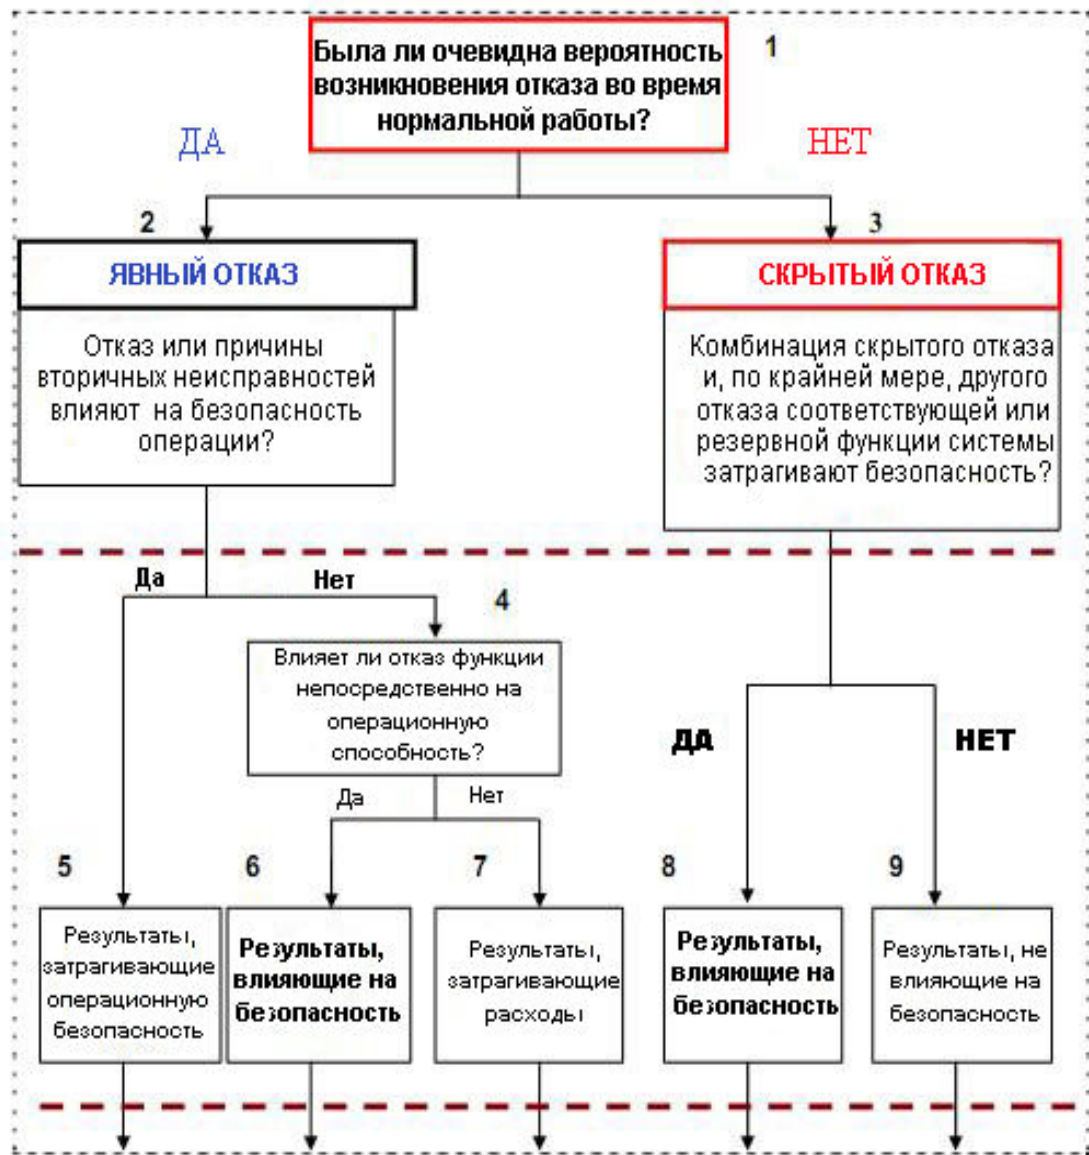 1
Была ли очевидна вероятность
возникновения отказа во время
нормальной работы?
ДА
НЕТ
2
3
ЯВНЫЙ ОТКАЗ
Отказ или причины
вторичных неисправностей
влияют на безопасность
операции?
СКРЫТЫЙ ОТКАЗ
Комбинация скрытого отказа
и, по крайней мере, другого
отказа соответствующей или
резервной функции системы
затрагивают безопасность?
Да
Нет
4
Влияет ли отказ функции
непосредственно на
операционную
способность?
ДА
НЕТ
Да
Нет
5
6
7
8
9
Результаты,
затрагивающие
операционную
безопасность
Результаты,
влияющие на
безопасность
Результаты,
затрагивающие
расходы
Результаты,
влияющие на
безопасность
Результаты, не
влияющие на
безопасность